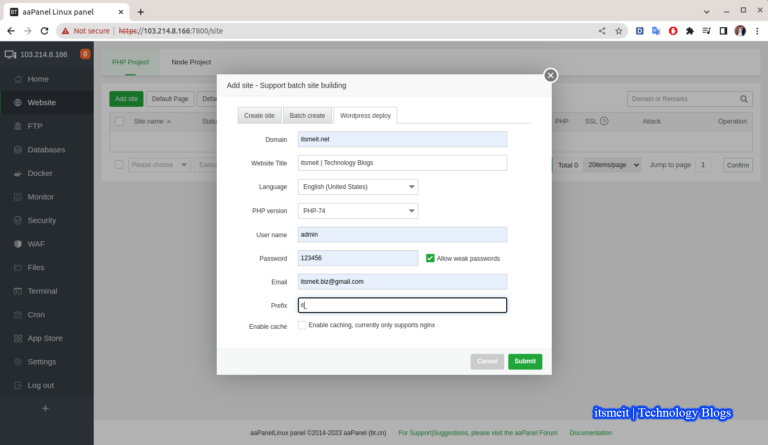 aaPanel Linux panel
Not secure https://103.214.8.166:7800/site
103.214.8.166 0
Home
Website
FTP
Databases
Docker
Monitor
Security
WAF
Files
Terminal
Cron
App Store
Settings
Log out
PHP Project Node Project
Add site Default Page Domain or Remarks
Site name PHP SSL Attack Operation
Please choose Total 0 20items/page Jump to page 1 Confirm
Add site - Support batch site building
Create site Batch create Wordpress deploy
Domain itsmeit.net
Website Title itsmeit | Technology Blogs
Language English (United States)
PHP version PHP-74
User name admin
Password 123456 Allow weak passwords
Email itsmeit.biz@gmail.com
Prefix it_
Enable cache Enable caching, currently only supports nginx
Cancel Submit
itsmeit | Technology Blogs
aaPanelLinux panel ©2014-2023 aaPanel (bt.cn) For Support|Suggestions, please visit the aaPanel Forum Documentation